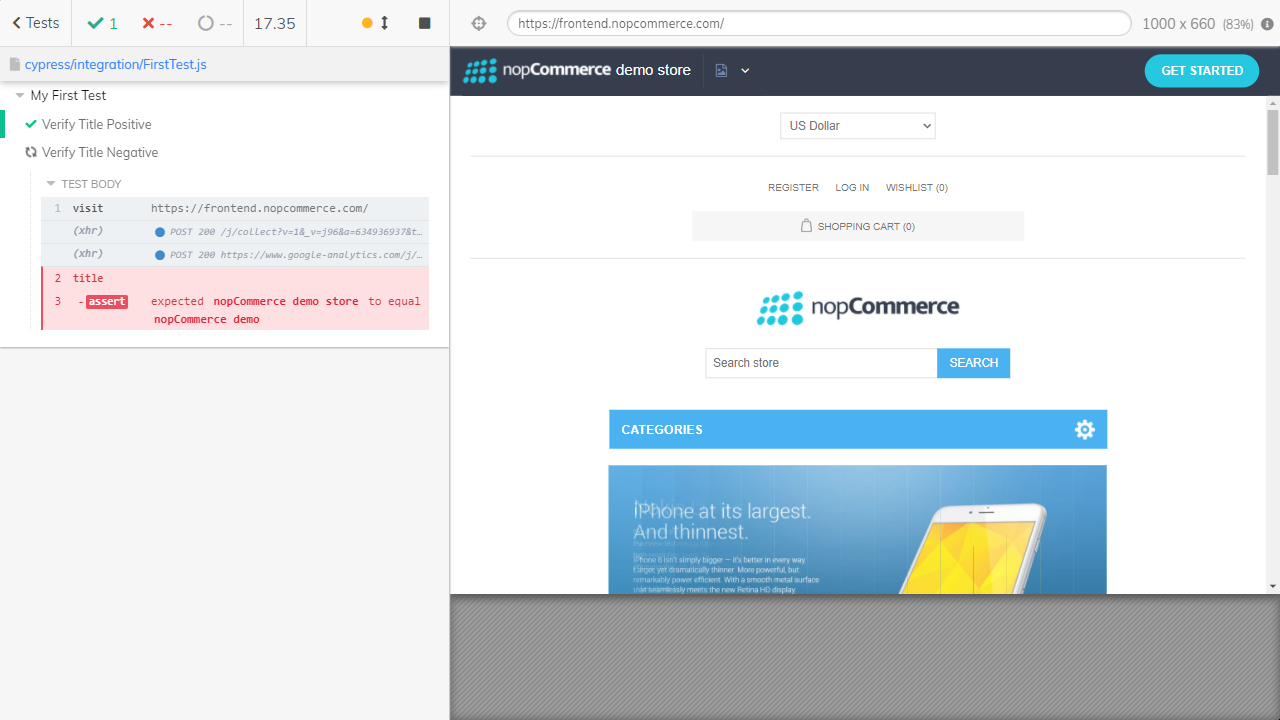 Tests
1
--
--
17.35
https://frontend.nopcommerce.com/
1000 x 660 (83%)
cypress/integration/FirstTest.js
My First Test
Verify Title Positive
Verify Title Negative
TEST BODY
1 visit https://frontend.nopcommerce.com/
(xhr) POST 200 /j/collect?v=1&_v=j96&a=634936937&t...
(xhr) POST 200 https://www.google-analytics.com/j/...
2 title
3 -assert expected nopCommerce demo store to equal
nopCommerce demo
nopCommerce demo store
GET STARTED
US Dollar
REGISTER LOG IN WISHLIST (0)
SHOPPING CART (0)
nopCommerce
Search store SEARCH
CATEGORIES
iPhone at its largest.
And thinnest.
iPhone 6 isn't simply bigger — it's better in every way.
Larger, yet dramatically thinner. More powerful, but
remarkably power efficient. With a smooth metal surface
that seamlessly meets the new Retina HD display.